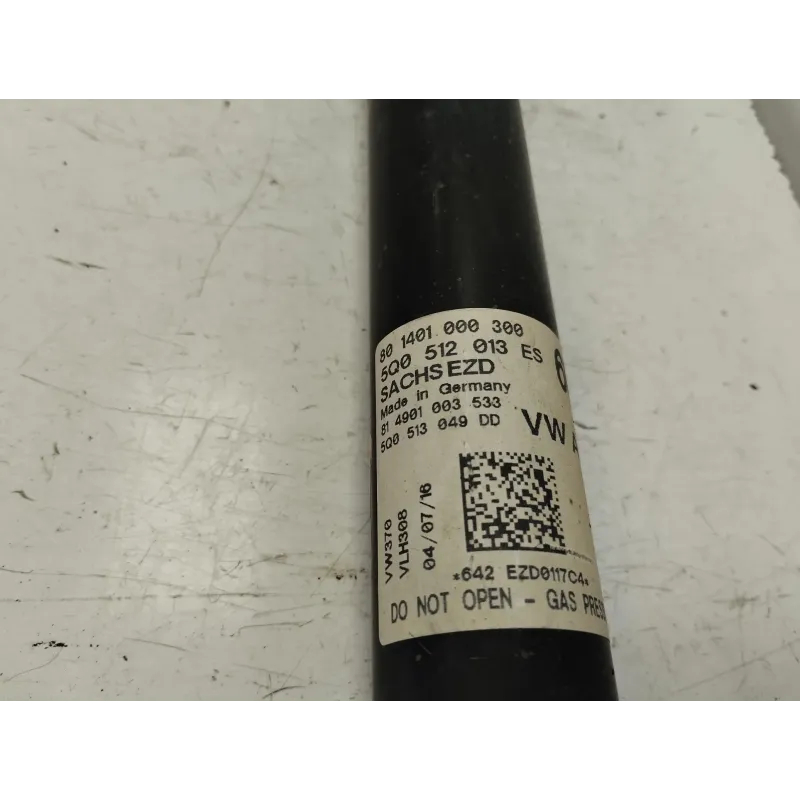 80 1401 000 300
5Q0 512 013 ES
6
SACHS EZD
Made in Germany
81 4901 003 533
5Q0 513 049 DD
VW
VW370
VLH308
04/07/16
*642 EZD0117C4*
DO NOT OPEN - GAS